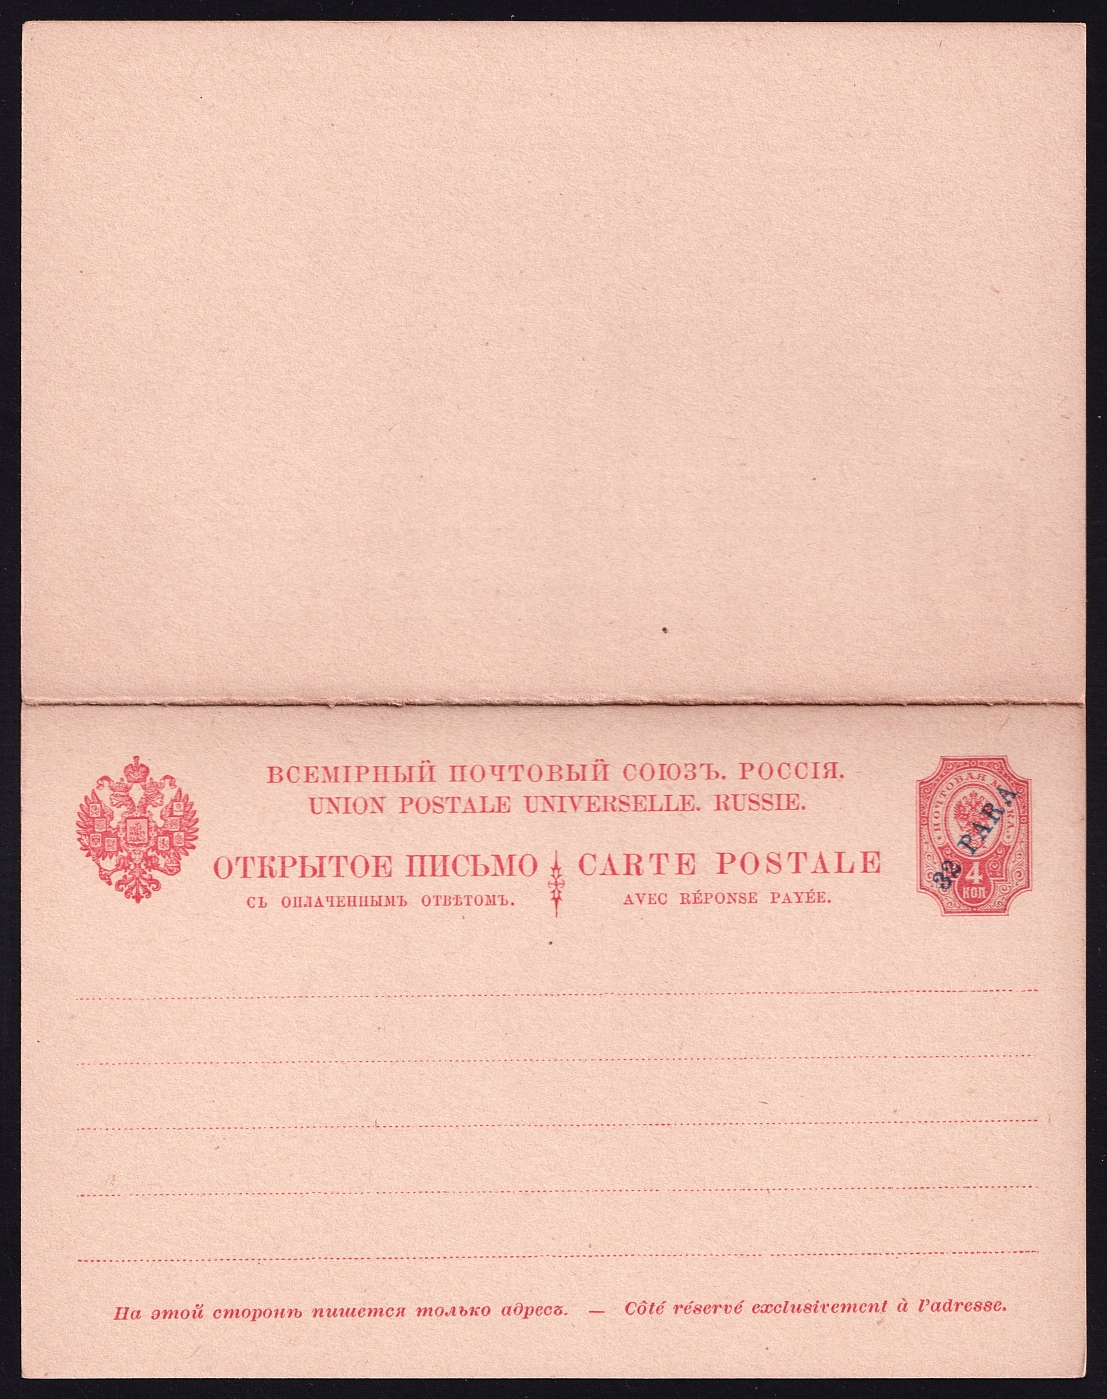 ВСЕМІРНЫЙ ПОЧТОВЫЙ СОЮЗЪ. РОССІЯ.
UNION POSTALE UNIVERSELLE. RUSSIE.
ОТКРЫТОЕ ПИСЬМО CARTE POSTALE
СЪ ОПЛАЧЕННЫМЪ ОТВѢТОМЪ. AVEC RÉPONSE PAYÉE.
ПОЧТОВАЯ
32 PARA
4
КОП
На этой сторонѣ пишется только адресъ. — Côté réservé exclusivement à l'adresse.